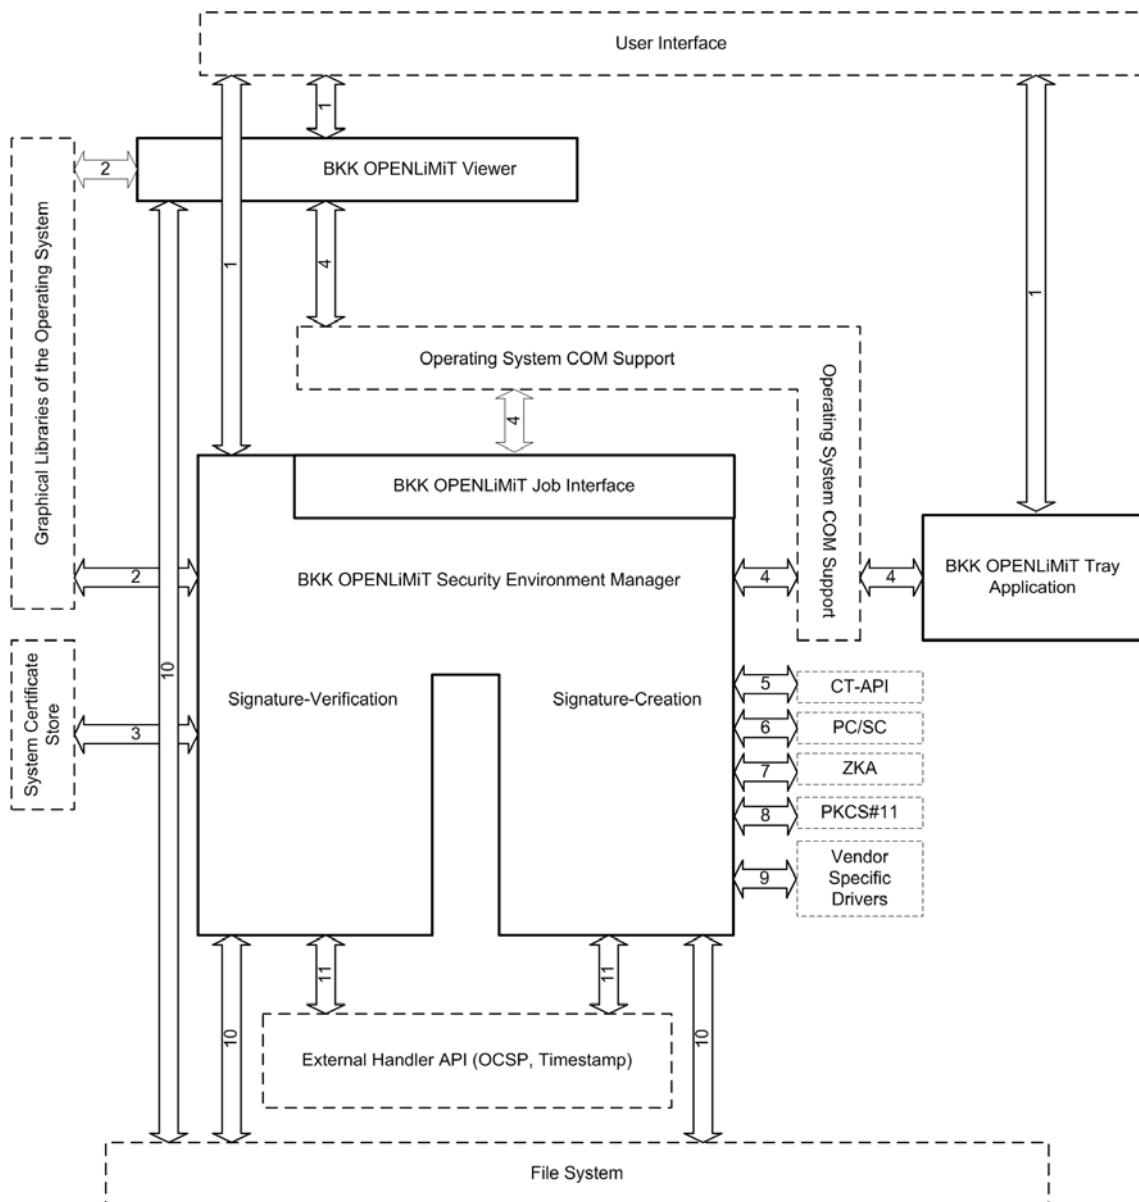 User Interface
1
BKK OPENLiMiT Viewer
2
1
4
1
Graphical Libraries of the Operating System
Operating System COM Support
Operating System COM Support
4
BKK OPENLiMiT Job Interface
2
BKK OPENLiMiT Security Environment Manager
4
4
BKK OPENLiMiT Tray
Application
System Certificate
Store
10
3
Signature-Verification
Signature-Creation
5
CT-API
6
PC/SC
7
ZKA
8
PKCS#11
9
Vendor
Specific
Drivers
11
11
10
10
External Handler API (OCSP, Timestamp)
File System